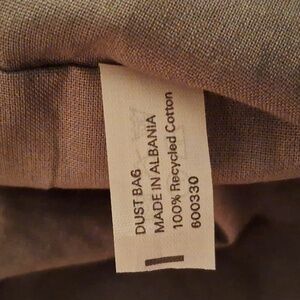 DUST BAG
MADE IN ALBANIA
100% Recycled Cotton
600330